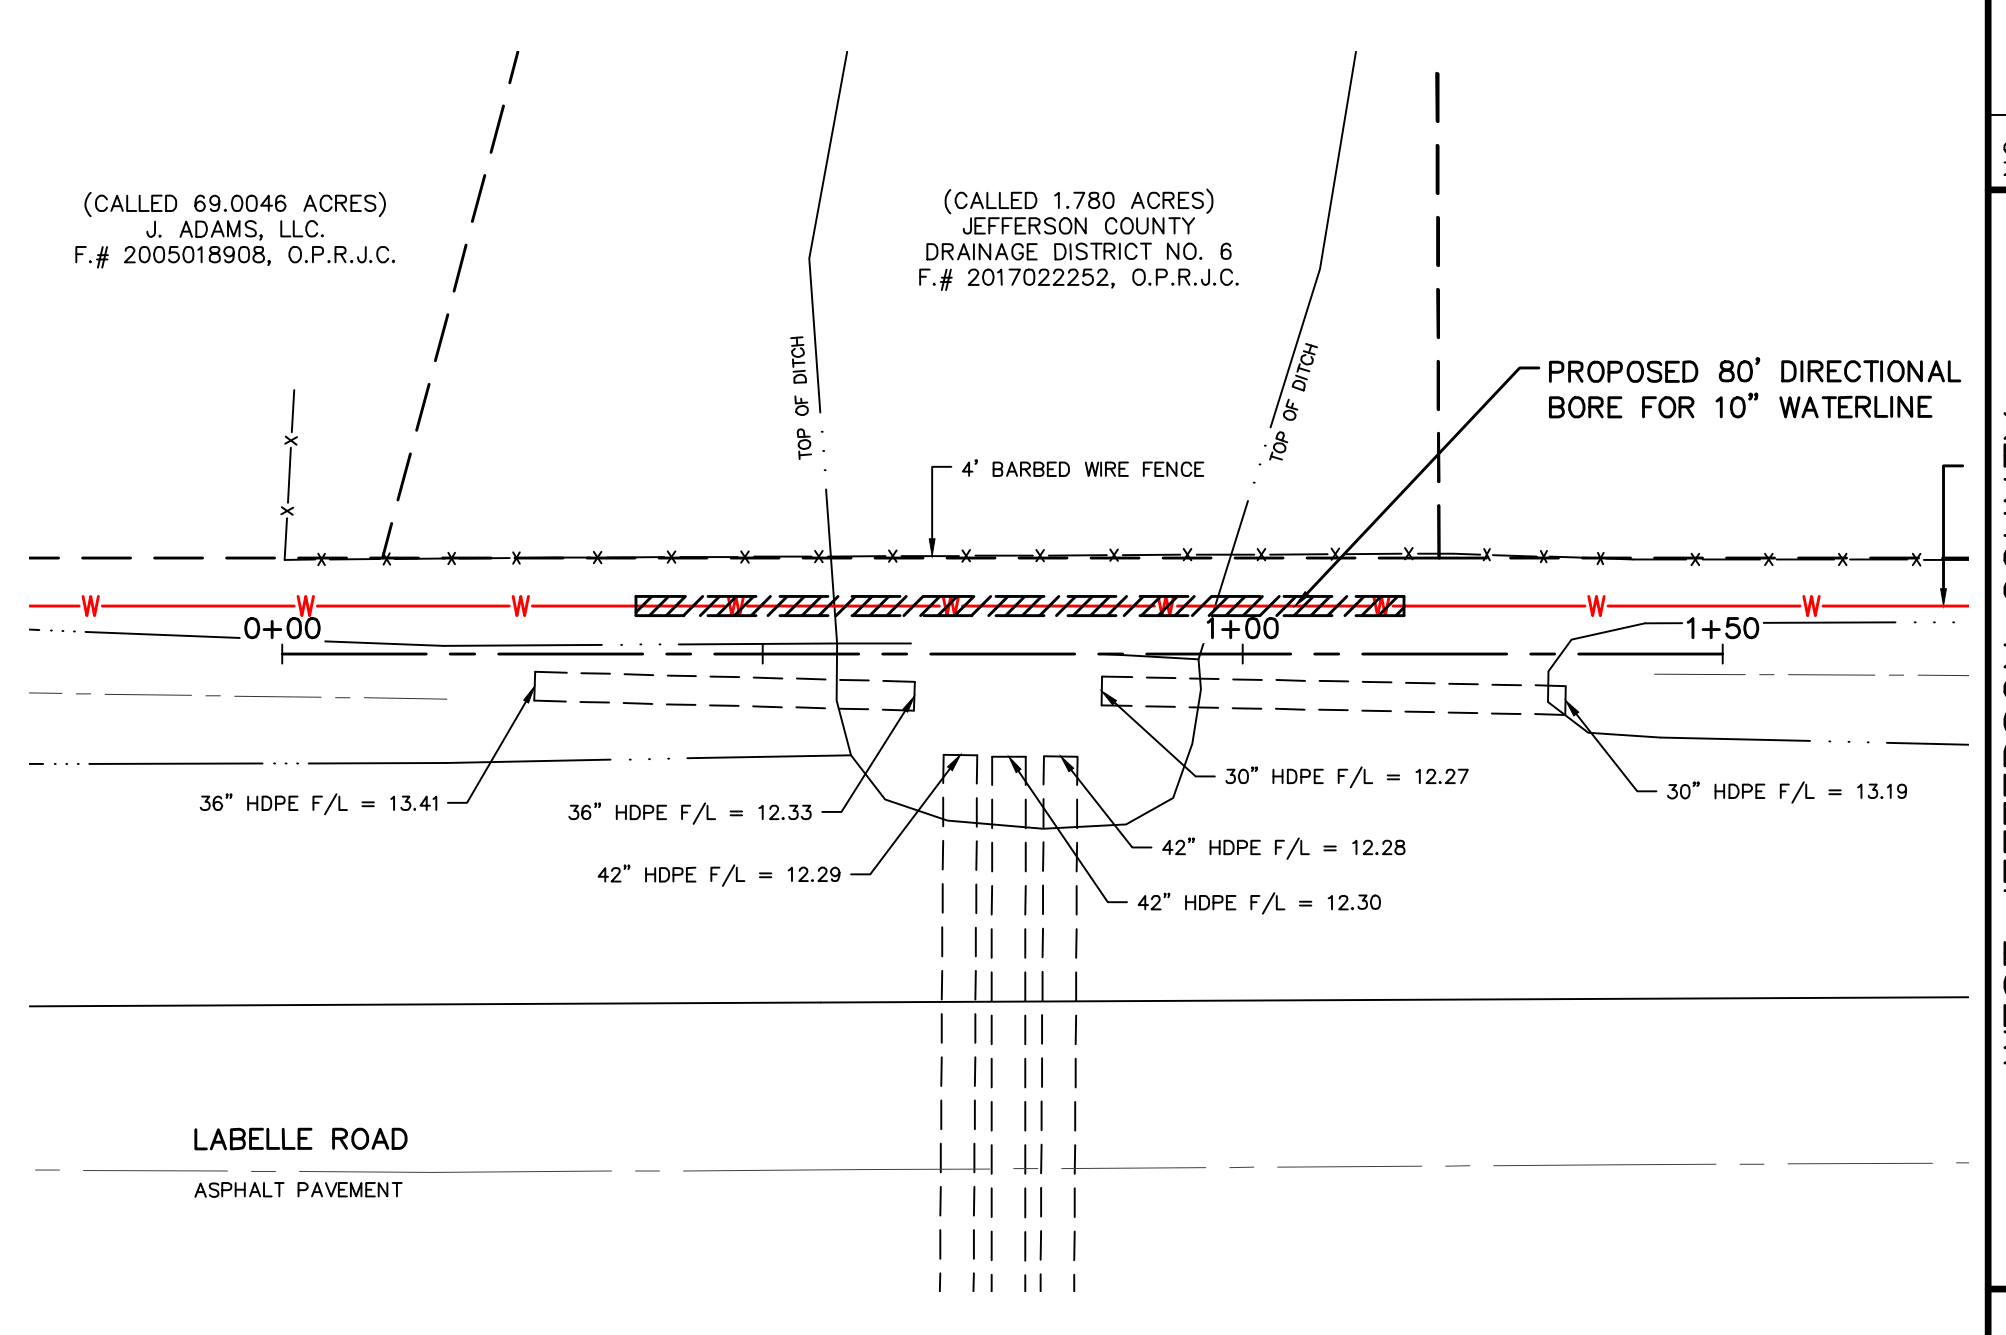 (CALLED 69.0046 ACRES)
J. ADAMS, LLC.
F.# 2005018908, O.P.R.J.C.
(CALLED 1.780 ACRES)
JEFFERSON COUNTY
DRAINAGE DISTRICT NO. 6
F.# 2017022252, O.P.R.J.C.
TOP OF DITCH
TOP OF DITCH
PROPOSED 80' DIRECTIONAL
BORE FOR 10" WATERLINE
4' BARBED WIRE FENCE
W W W W W W W W W
0+00
1+00
1+50
36" HDPE F/L = 13.41
36" HDPE F/L = 12.33
42" HDPE F/L = 12.29
30" HDPE F/L = 12.27
30" HDPE F/L = 13.19
42" HDPE F/L = 12.28
42" HDPE F/L = 12.30
LABELLE ROAD
ASPHALT PAVEMENT